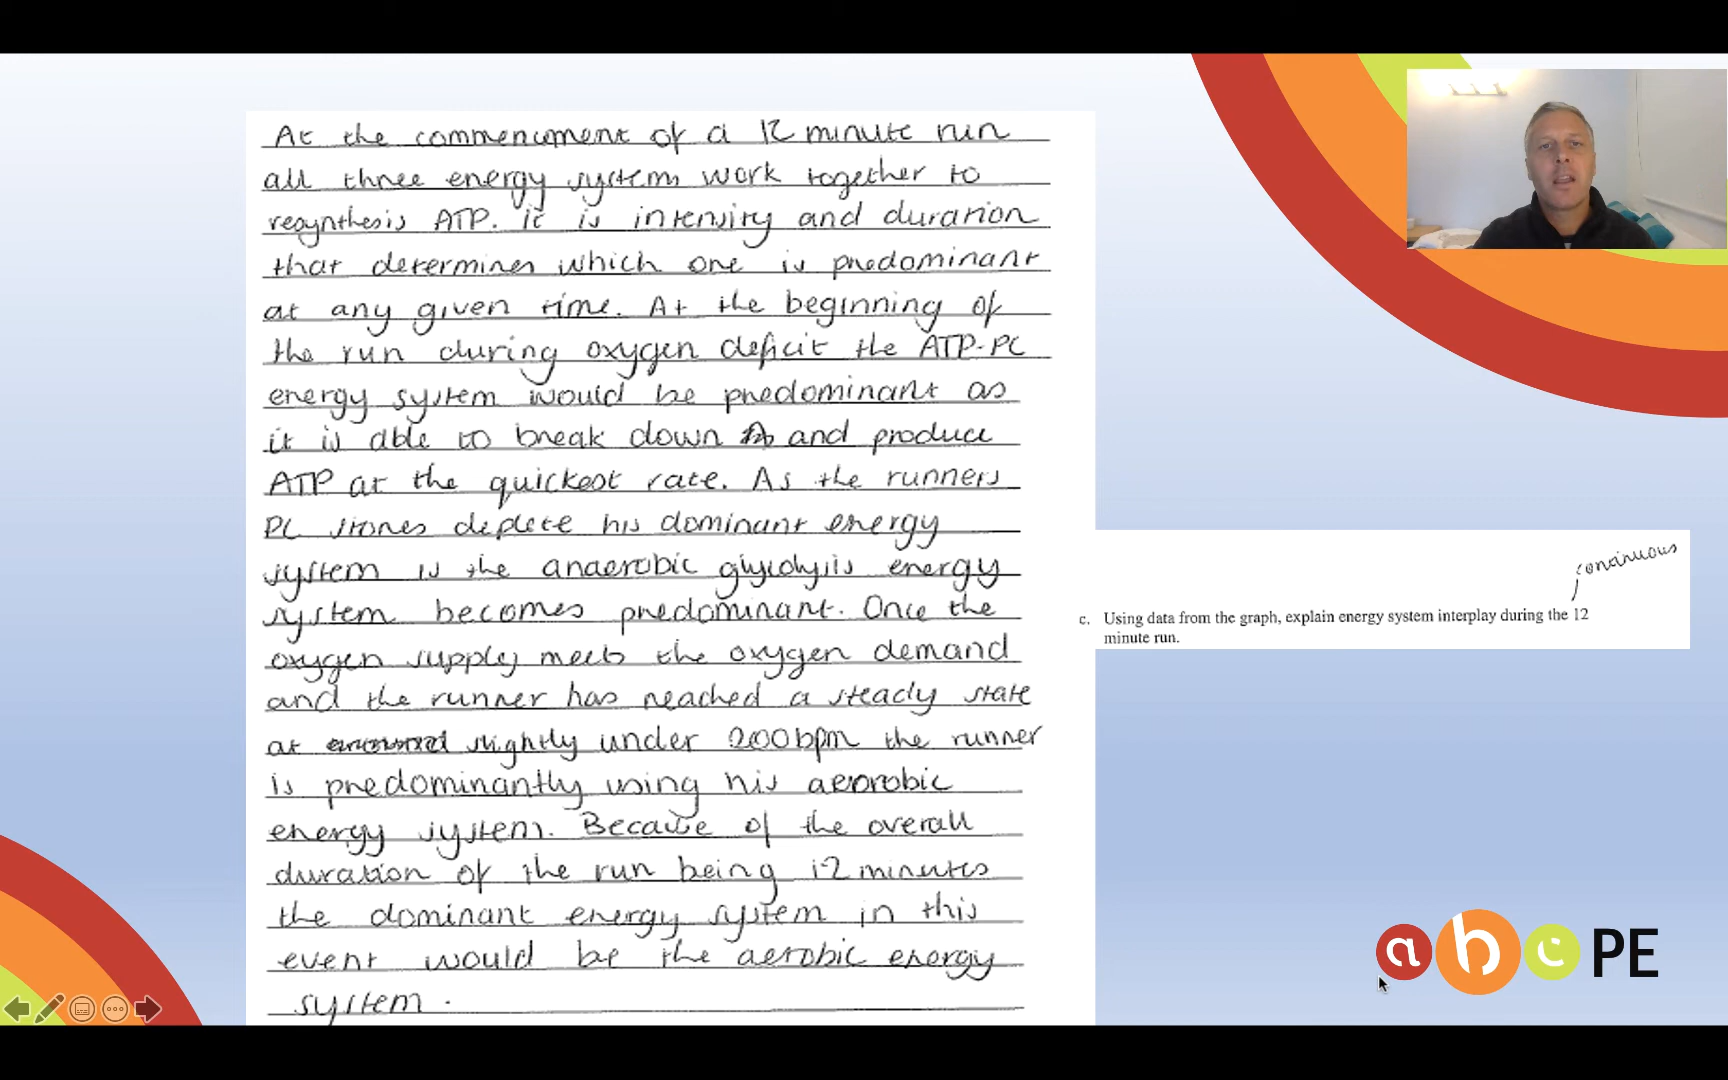 At the commencement of a 12 minute run
all three energy systems work together to
resynthesis ATP. it is intensity and duration
that determines which one is predominant
at any given time. At the beginning of
the run during oxygen deficit the ATP-PC
energy system would be predominant as
it is able to break down and produce
ATP at the quickest rate. As the runners
PC stores deplete his dominant energy
system is the anaerobic glycolysis energy
system becomes predominant. Once the
oxygen supply meets the oxygen demand
and the runner has reached a steady state
at slightly under 200bpm the runner
is predominantly using his aerobic
energy system. Because of the overall
duration of the run being 12 minutes
the dominant energy system in this
event would be the aerobic energy
system.
continuous
c. Using data from the graph, explain energy system interplay during the 12
minute run.
abc PE